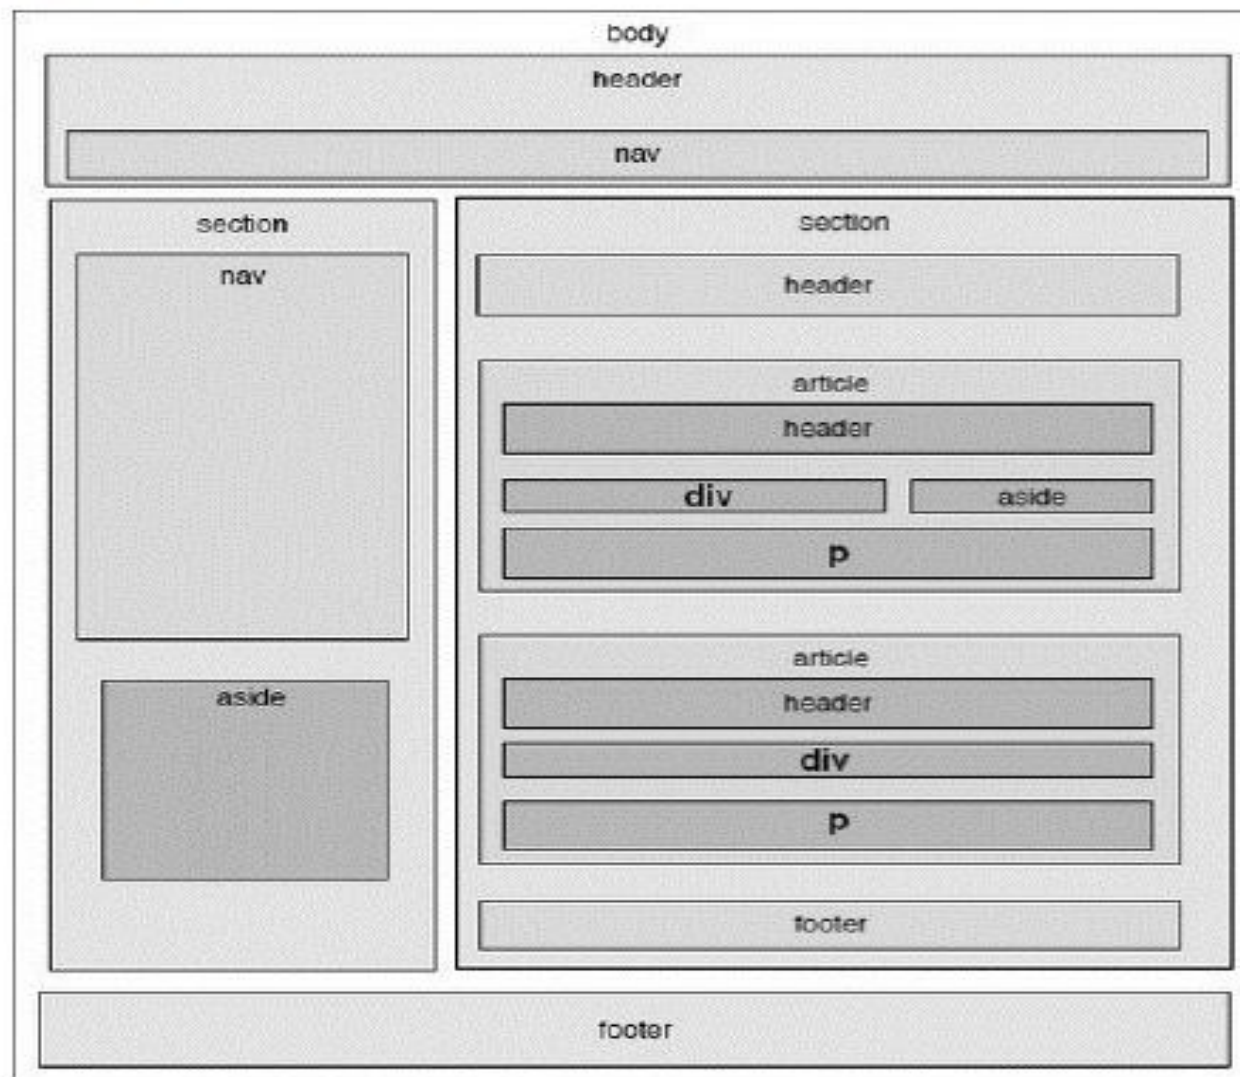 body
header
nav
section
nav
aside
section
header
article
header
div
aside
p
article
header
div
p
footer
footer